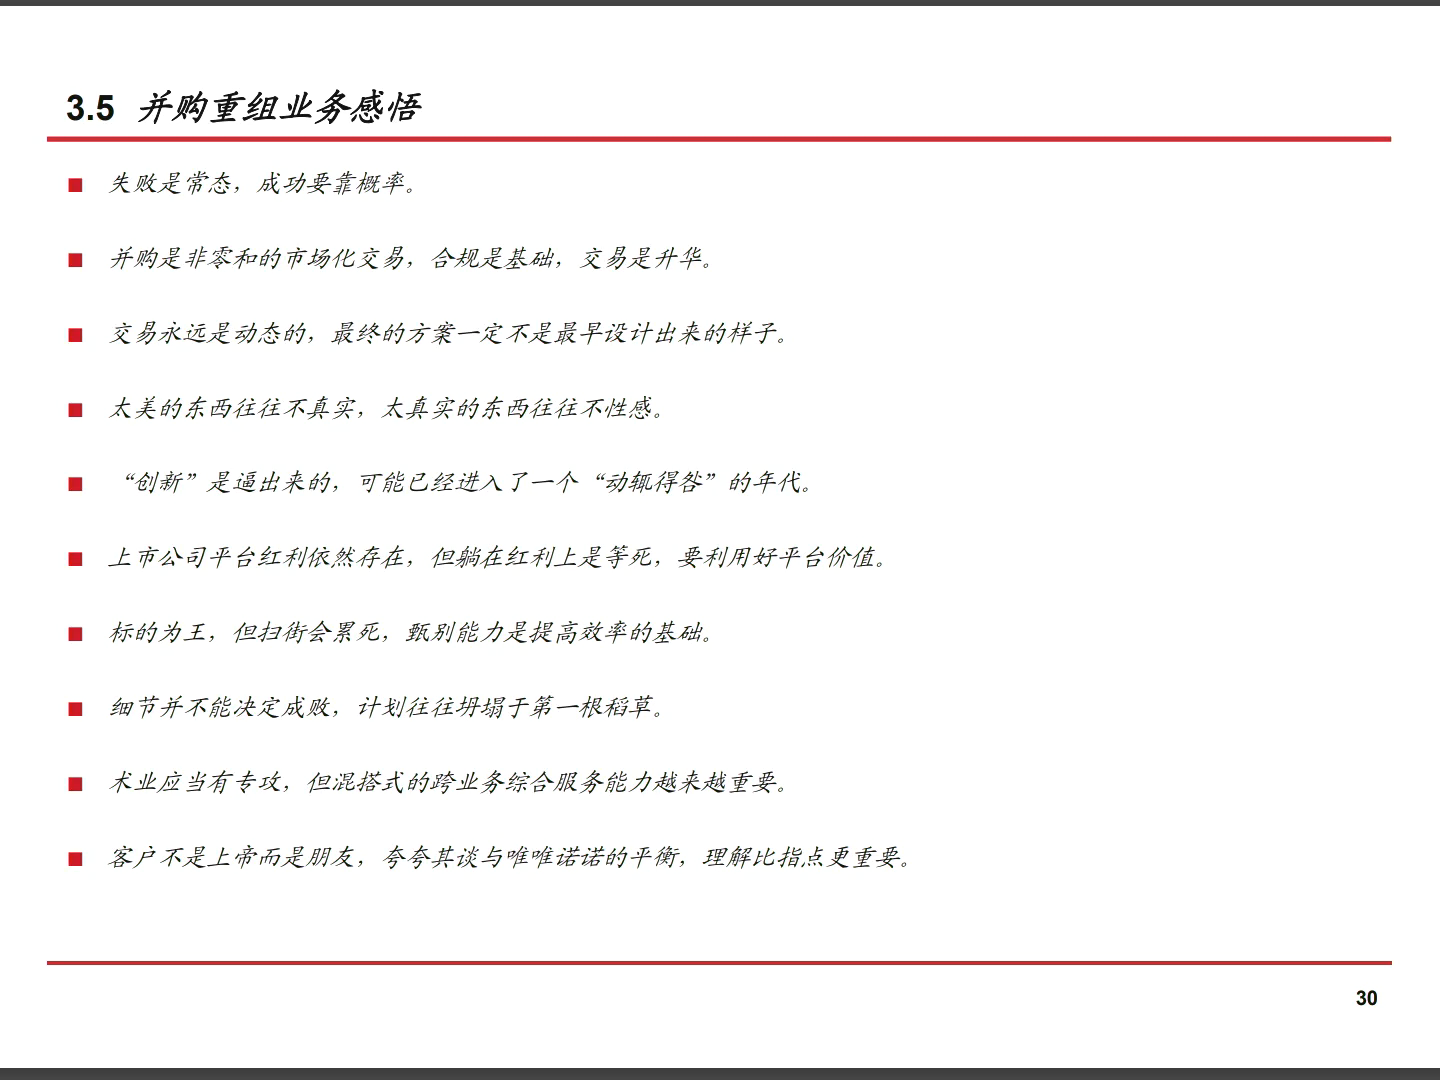 3.5 并购重组业务感悟
■ 失败是常态，成功要靠概率。
■ 并购是非零和的市场化交易，合规是基础，交易是升华。
■ 交易永远是动态的，最终的方案一定不是最早设计出来的样子。
■ 太美的东西往往不真实，太真实的东西往往不性感。
■ “创新”是逼出来的，可能已经进入了一个“动辄得咎”的年代。
■ 上市公司平台红利依然存在，但躺在红利上是等死，要利用好平台价值。
■ 标的为王，但扫街会累死，甄别能力是提高效率的基础。
■ 细节并不能决定成败，计划往往坍塌于第一根稻草。
■ 术业应当有专攻，但混搭式的跨业务综合服务能力越来越重要。
■ 客户不是上帝而是朋友，夸夸其谈与唯唯诺诺的平衡，理解比指点更重要。
30